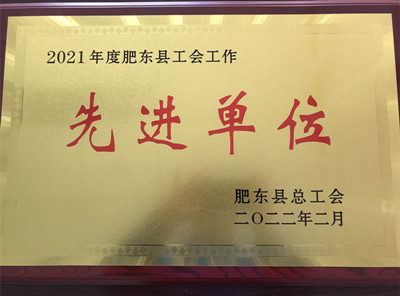 2021年度肥东县工会工作
先进单位
肥东县总工会
二〇二二年二月